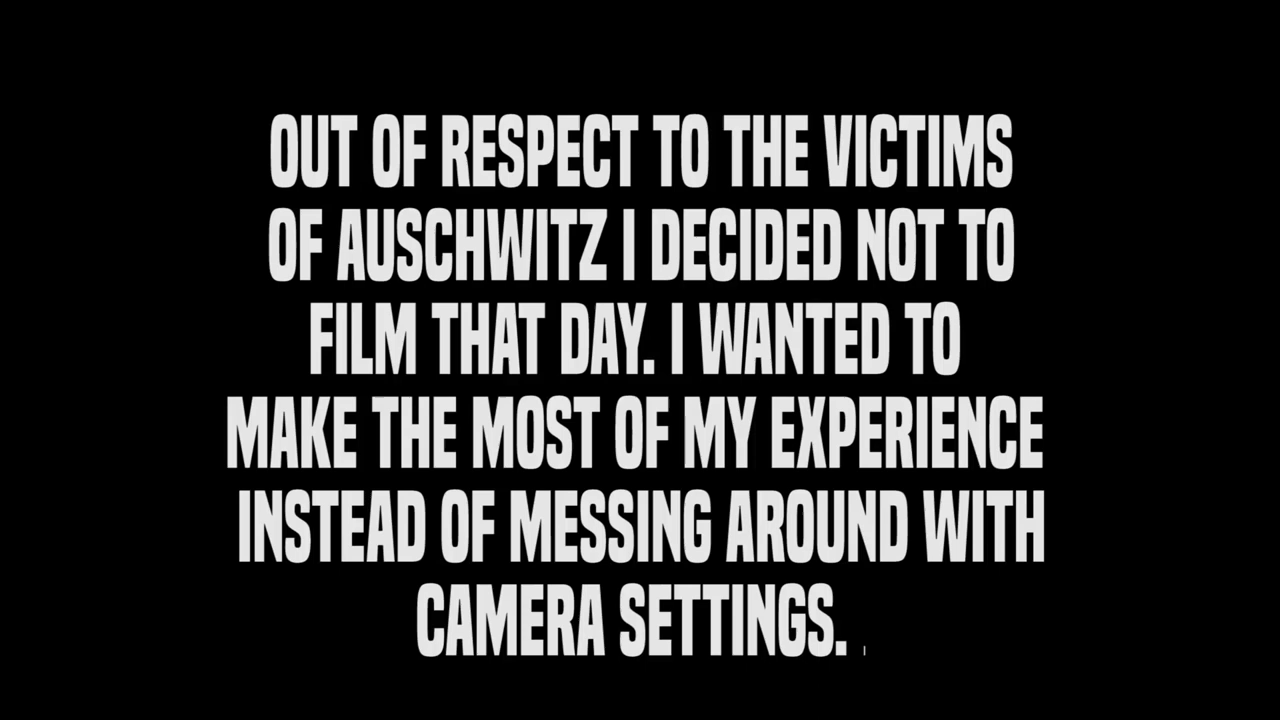 OUT OF RESPECT TO THE VICTIMS
OF AUSCHWITZ I DECIDED NOT TO
FILM THAT DAY. I WANTED TO
MAKE THE MOST OF MY EXPERIENCE
INSTEAD OF MESSING AROUND WITH
CAMERA SETTINGS.